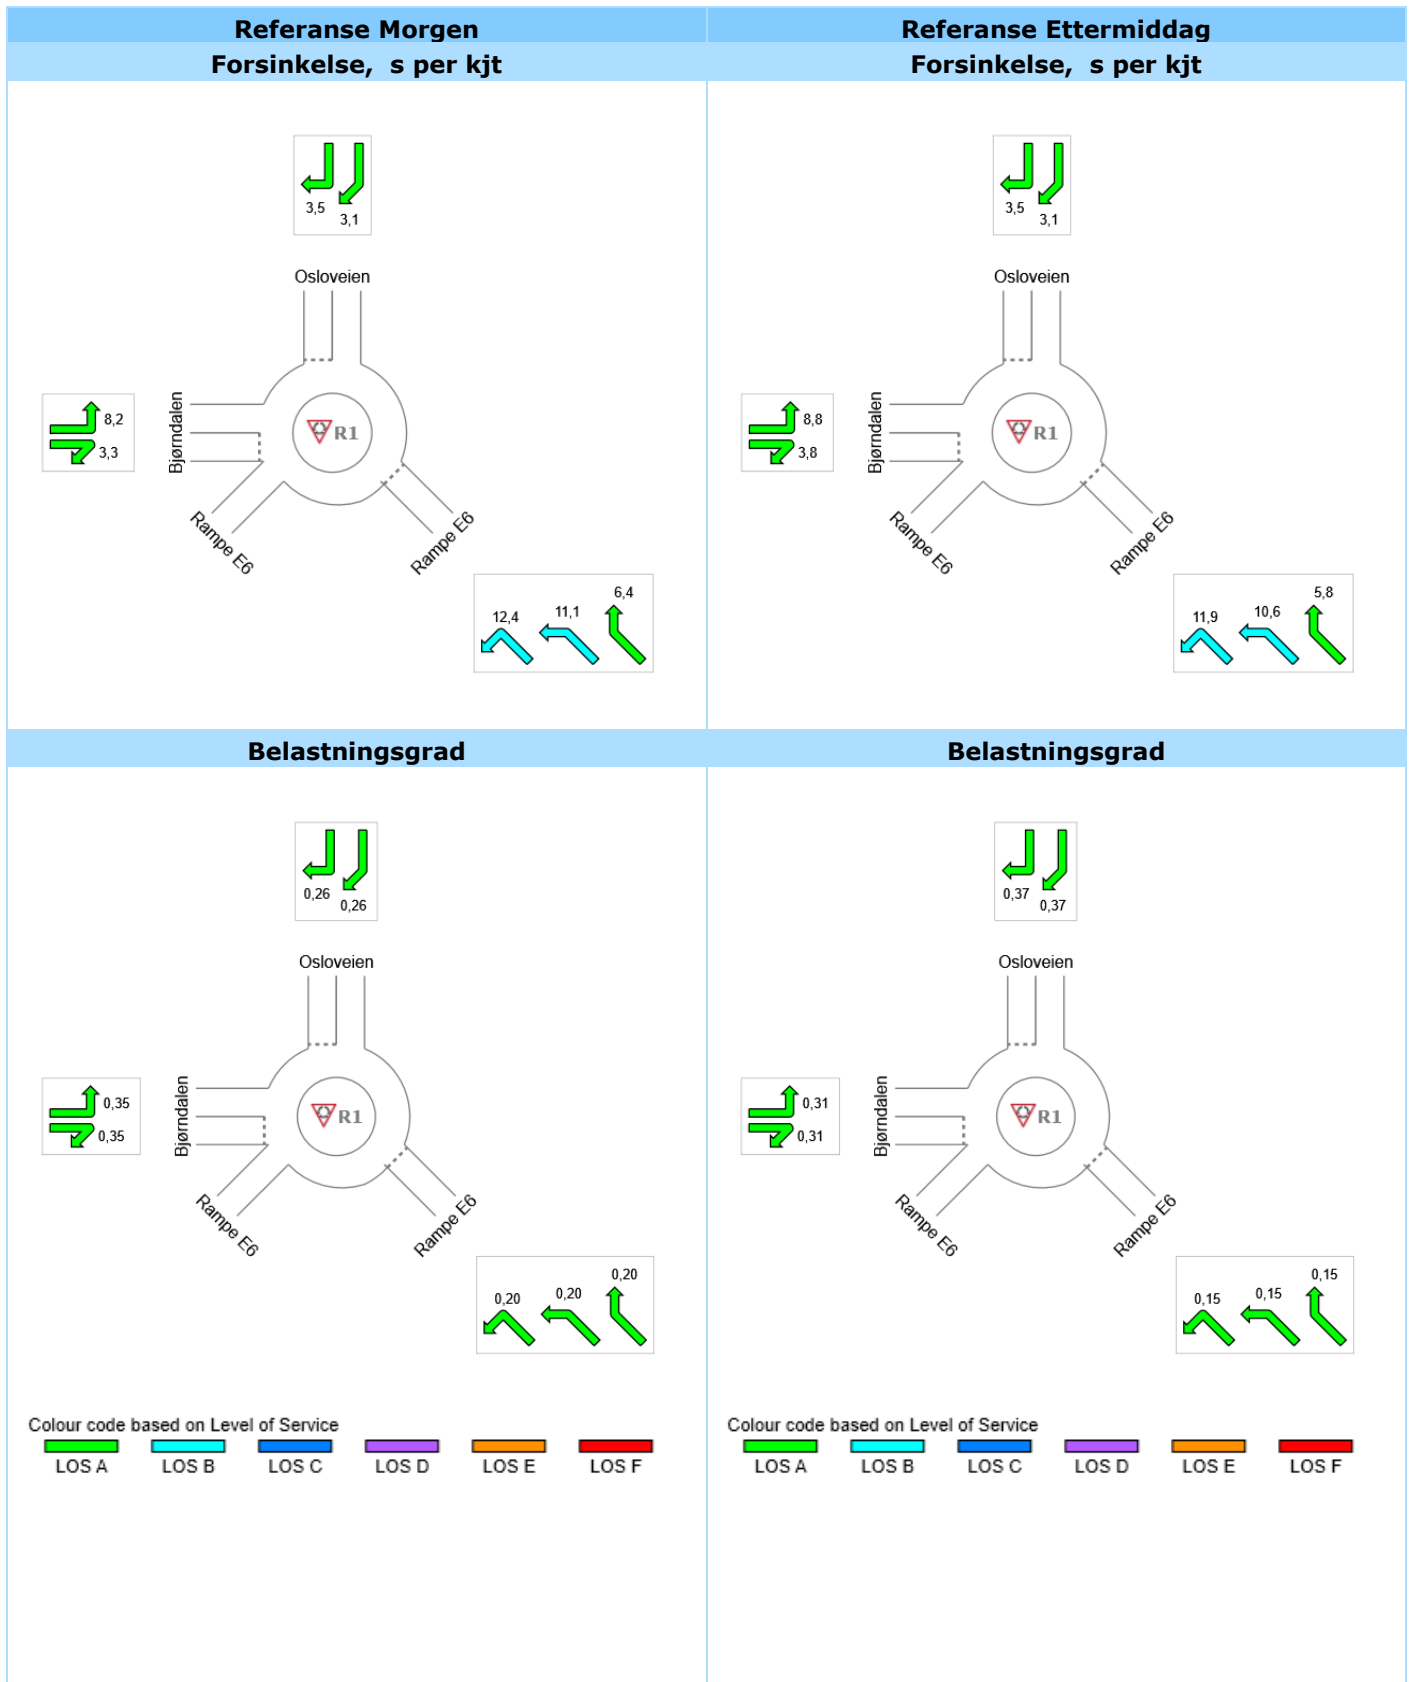 Referanse Morgen
Referanse Ettermiddag
Forsinkelse, s per kjt
Forsinkelse, s per kjt
3,5
3,1
Osloveien
Bjørndalen
8,2
3,3
R1
Rampe E6
Rampe E6
12,4
11,1
6,4
3,5
3,1
Osloveien
Bjørndalen
8,8
3,8
R1
Rampe E6
Rampe E6
11,9
10,6
5,8
Belastningsgrad
Belastningsgrad
0,26
0,26
Osloveien
Bjørndalen
0,35
0,35
R1
Rampe E6
Rampe E6
0,20
0,20
0,20
Colour code based on Level of Service
LOS A LOS B LOS C LOS D LOS E LOS F
0,37
0,37
Osloveien
Bjørndalen
0,31
0,31
R1
Rampe E6
Rampe E6
0,15
0,15
0,15
Colour code based on Level of Service
LOS A LOS B LOS C LOS D LOS E LOS F